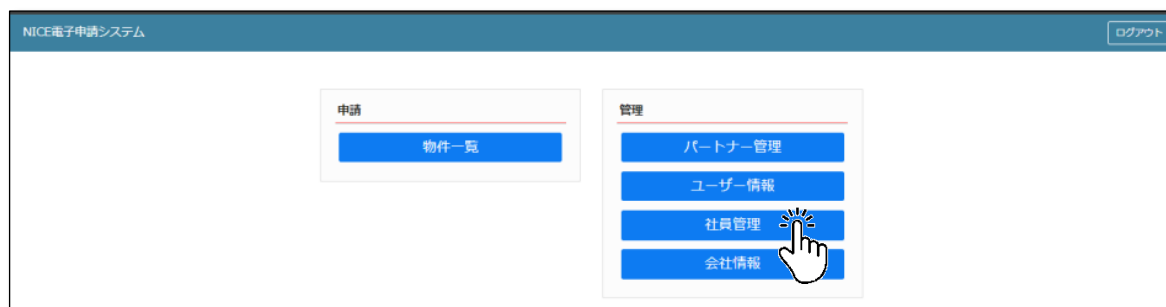 NICE電子申請システム
ログアウト
申請
物件一覧
管理
パートナー管理
ユーザー情報
社員管理
会社情報